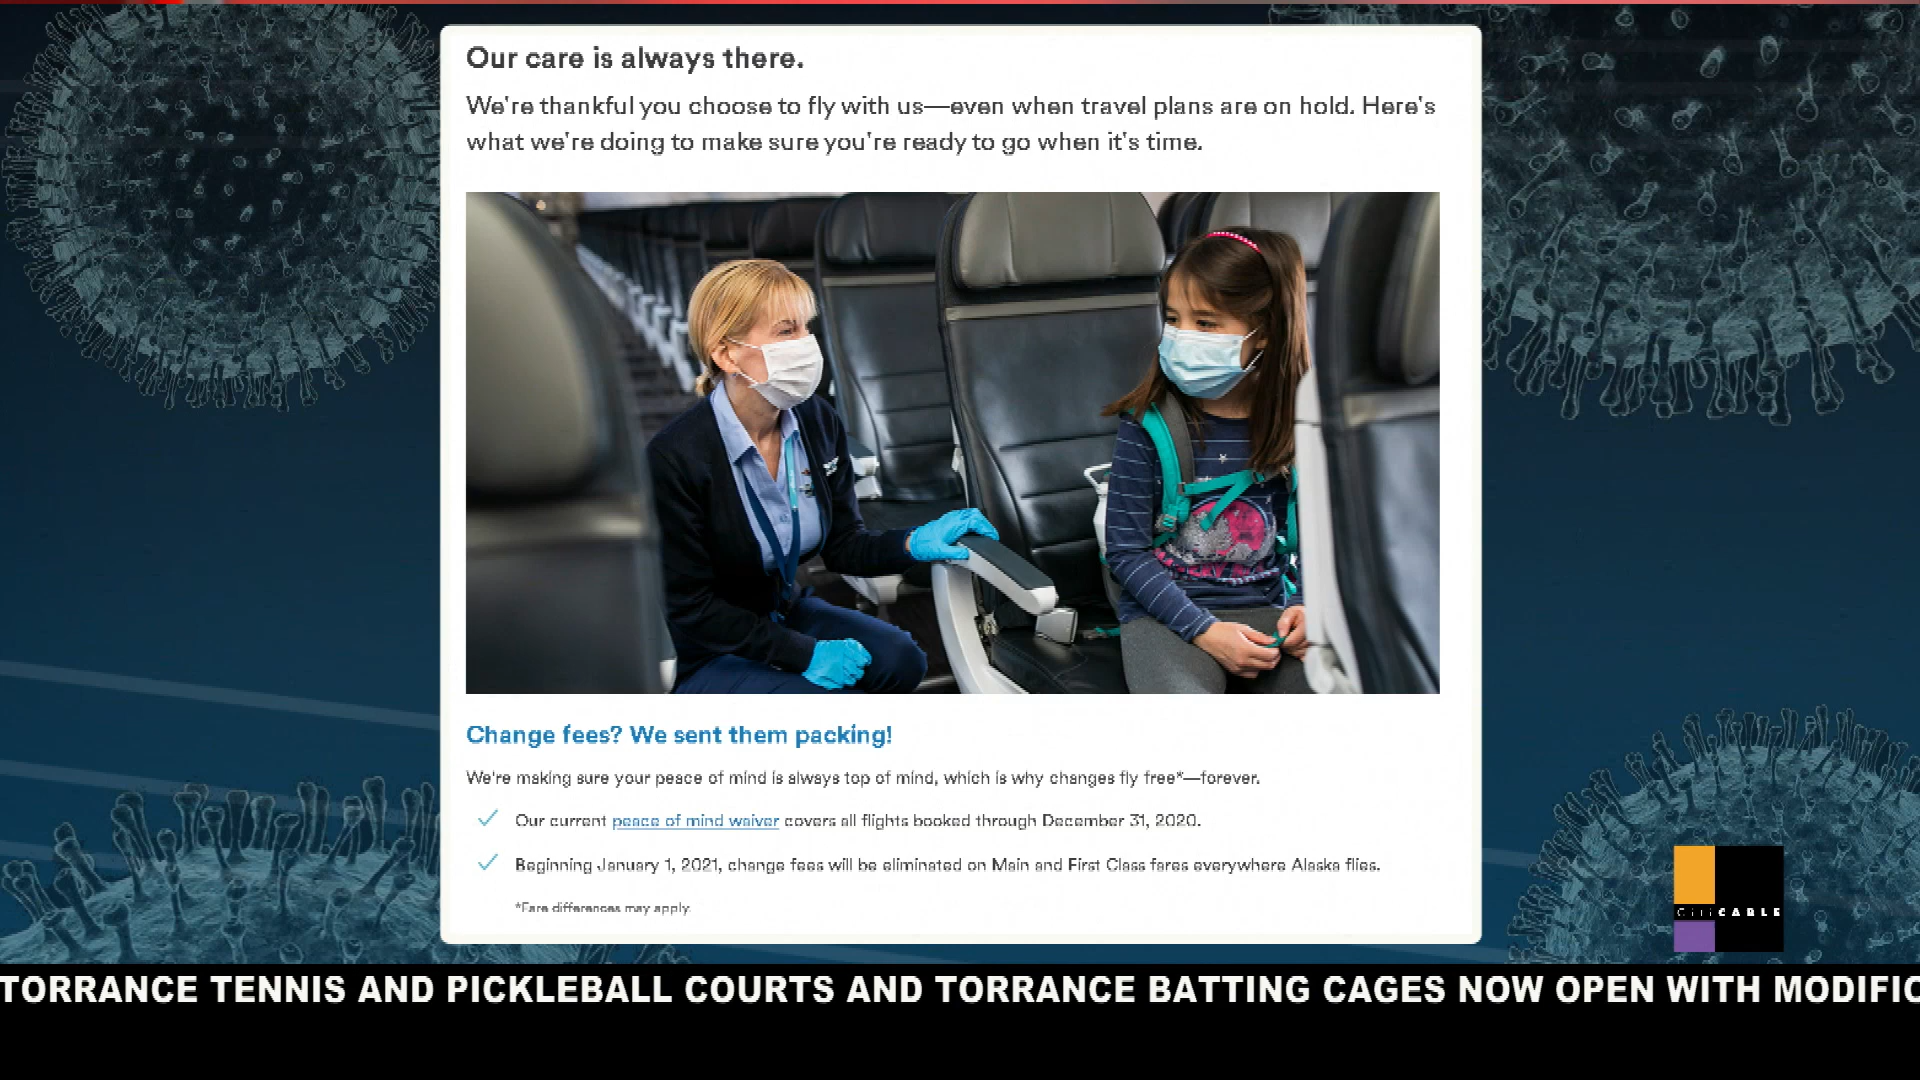 Our care is always there.
We're thankful you choose to fly with us—even when travel plans are on hold. Here's
what we're doing to make sure you're ready to go when it's time.
Change fees? We sent them packing!
We're making sure your peace of mind is always top of mind, which is why changes fly free*—forever.
Our current peace of mind waiver covers all flights booked through December 31, 2020.
Beginning January 1, 2021, change fees will be eliminated on Main and First Class fares everywhere Alaska flies.
*Fare differences may apply.
CITICABLE
TORRANCE TENNIS AND PICKLEBALL COURTS AND TORRANCE BATTING CAGES NOW OPEN WITH MODIFIC